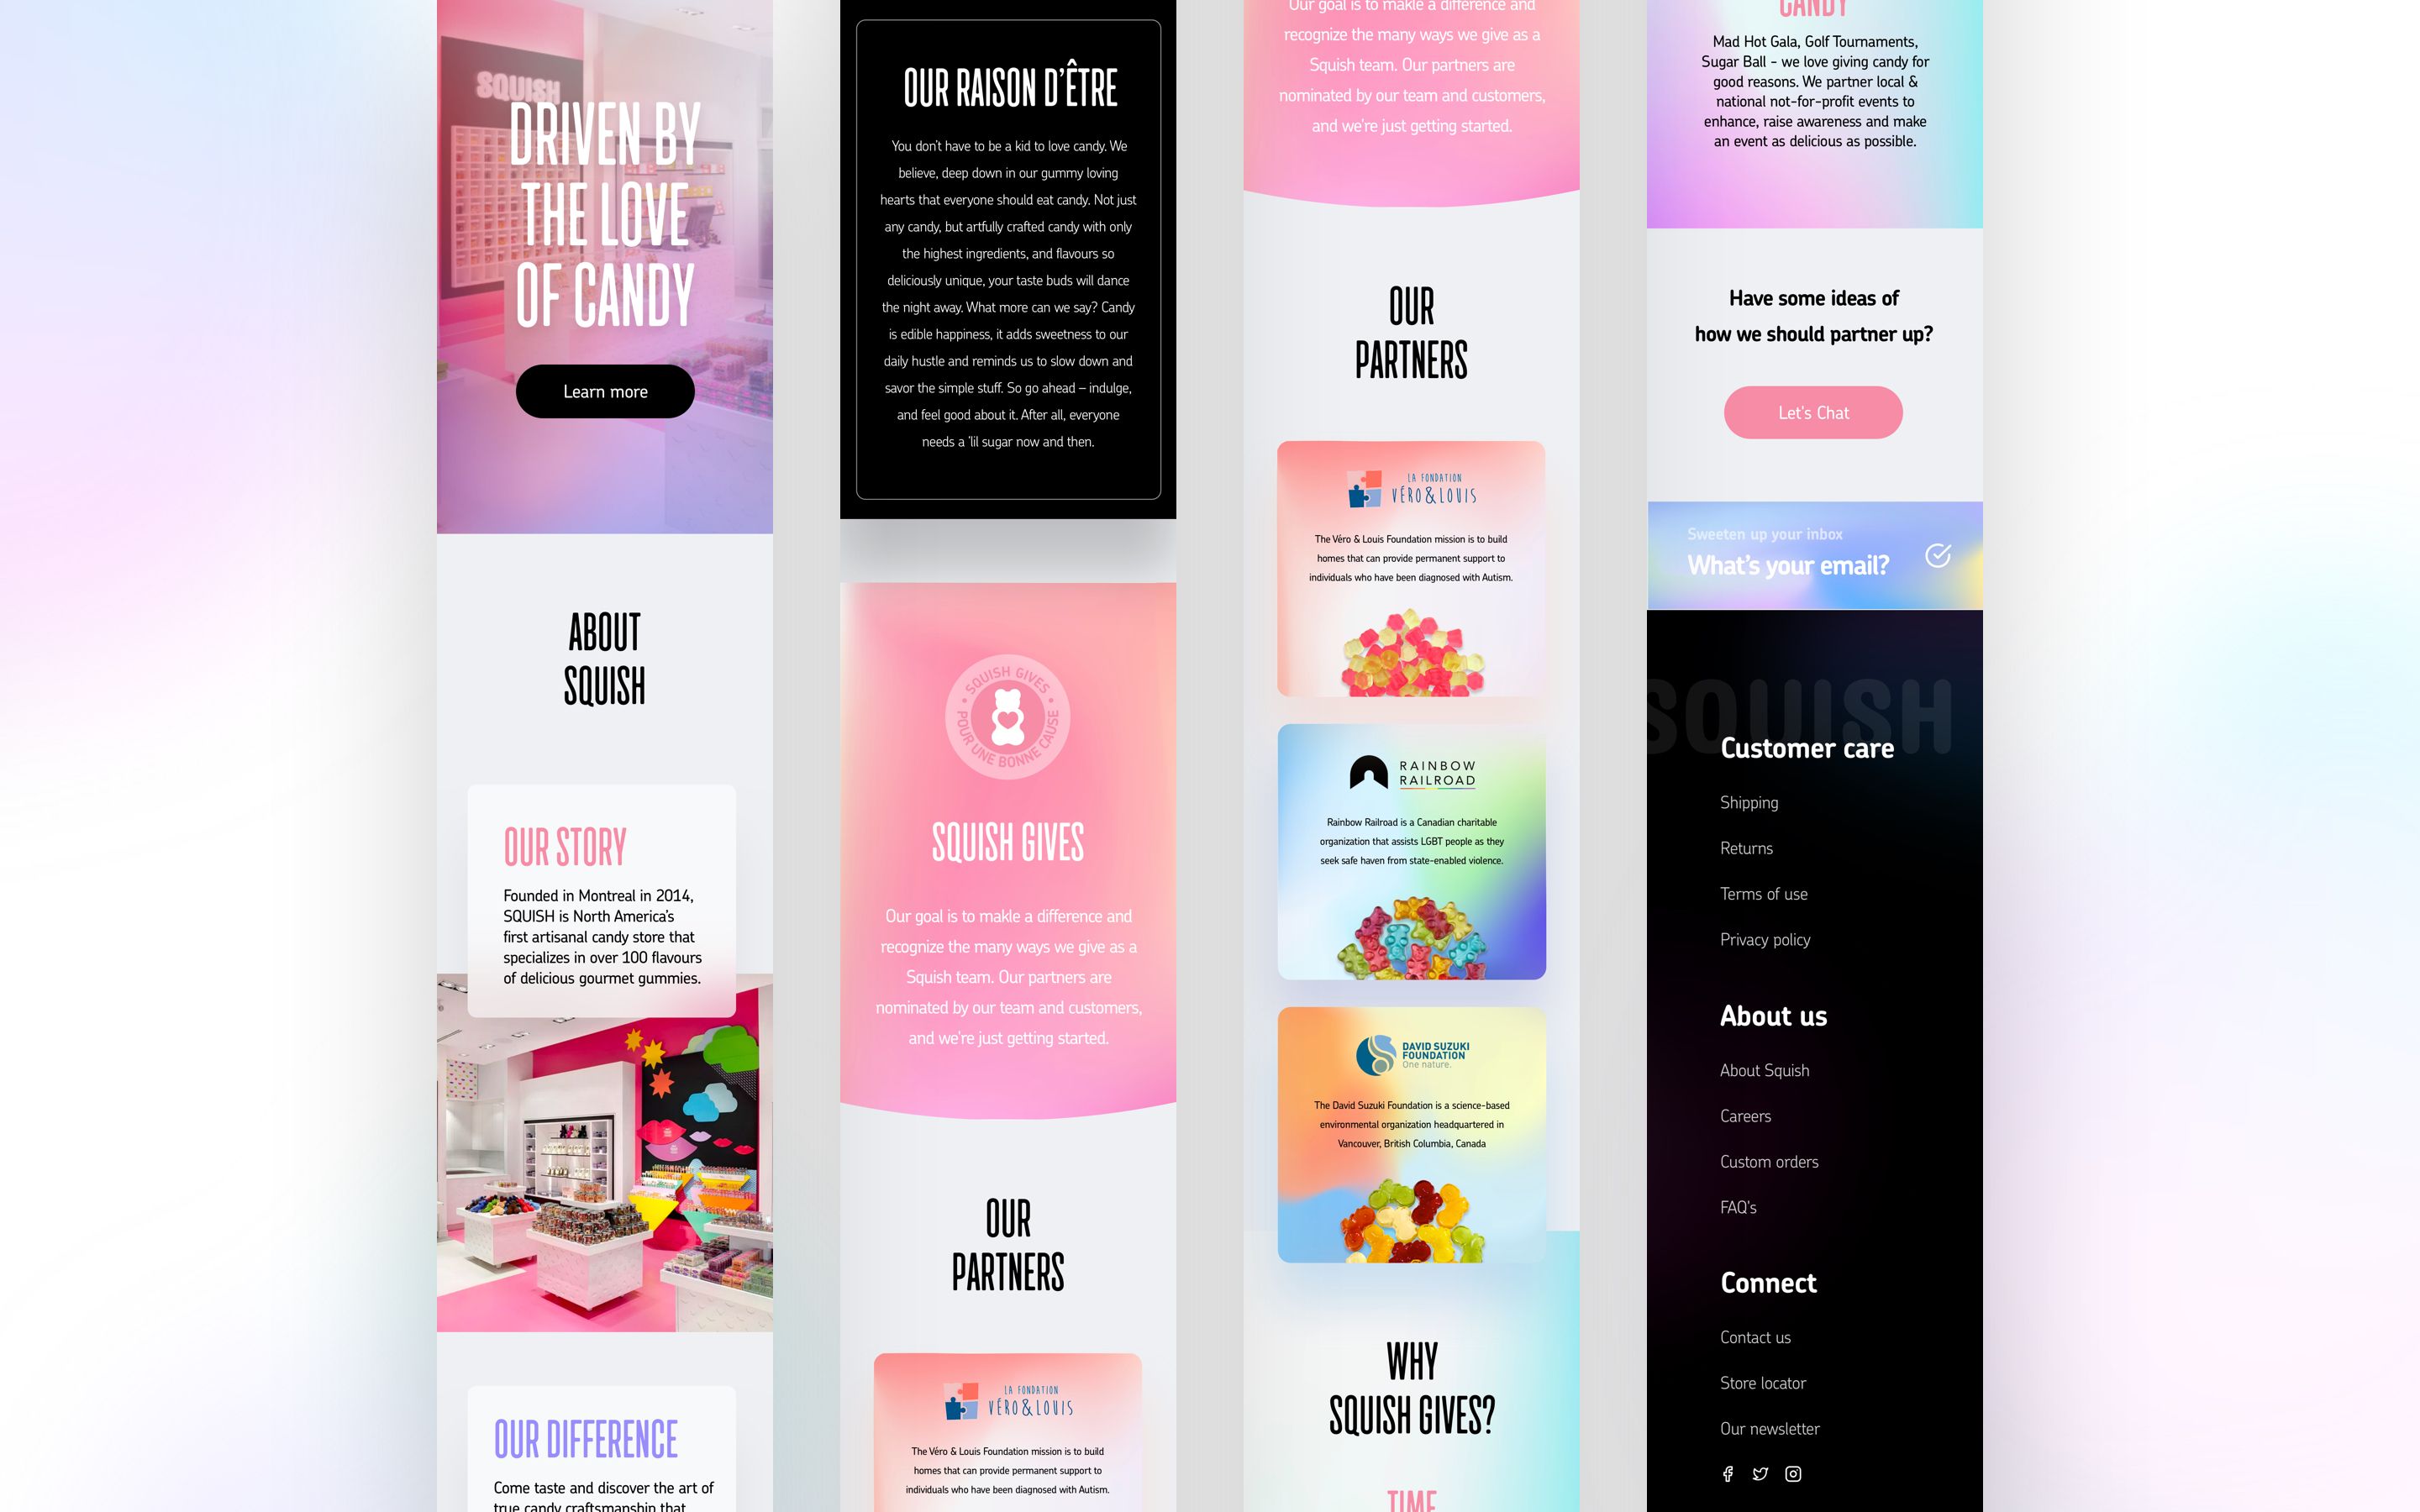 SQUISH
DRIVEN BY
THE LOVE
OF CANDY
Learn more
ABOUT
SQUISH
OUR STORY
Founded in Montreal in 2014,
SQUISH is North America's
first artisanal candy store that
specializes in over 100 flavours
of delicious gourmet gummies.
OUR DIFFERENCE
Come taste and discover the art of
true candy craftsmanship that
OUR RAISON D'ÊTRE
You don't have to be a kid to love candy. We
believe, deep down in our gummy loving
hearts that everyone should eat candy. Not just
any candy, but artfully crafted candy with only
the highest ingredients, and flavours so
deliciously unique, your taste buds will dance
the night away. What more can we say? Candy
is edible happiness, it adds sweetness to our
daily hustle and reminds us to slow down and
savor the simple stuff. So go ahead – indulge,
and feel good about it. After all, everyone
needs a 'lil sugar now and then.
SQUISH GIVES
POUR UNE BONNE CAUSE
SQUISH GIVES
Our goal is to makle a difference and
recognize the many ways we give as a
Squish team. Our partners are
nominated by our team and customers,
and we're just getting started.
OUR
PARTNERS
LA FONDATION
VÉRO&LOUIS
The Véro & Louis Foundation mission is to build
homes that can provide permanent support to
individuals who have been diagnosed with Autism.
Our goal is to makle a difference and
recognize the many ways we give as a
Squish team. Our partners are
nominated by our team and customers,
and we're just getting started.
OUR
PARTNERS
LA FONDATION
VÉRO&LOUIS
The Véro & Louis Foundation mission is to build
homes that can provide permanent support to
individuals who have been diagnosed with Autism.
RAINBOW
RAILROAD
Rainbow Railroad is a Canadian charitable
organization that assists LGBT people as they
seek safe haven from state-enabled violence.
DAVID SUZUKI
FOUNDATION
One nature.
The David Suzuki Foundation is a science-based
environmental organization headquartered in
Vancouver, British Columbia, Canada
WHY
SQUISH GIVES?
TIME
CANDY
Mad Hot Gala, Golf Tournaments,
Sugar Ball - we love giving candy for
good reasons. We partner local &
national not-for-profit events to
enhance, raise awareness and make
an event as delicious as possible.
Have some ideas of
how we should partner up?
Let's Chat
Sweeten up your inbox
What's your email?
SQUISH
Customer care
Shipping
Returns
Terms of use
Privacy policy
About us
About Squish
Careers
Custom orders
FAQ's
Connect
Contact us
Store locator
Our newsletter